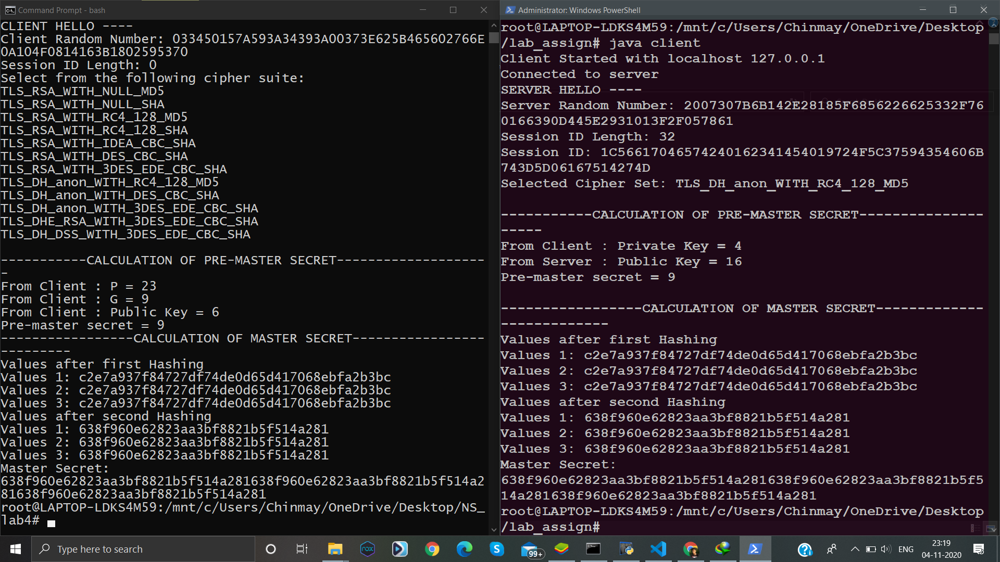 Command Prompt - bash
CLIENT HELLO ----
Client Random Number: 033450157A593A34393A00373E625B465602766E
0A104F0814163B1802595370
Session ID Length: 0
Select from the following cipher suite:
TLS_RSA_WITH_NULL_MD5
TLS_RSA_WITH_NULL_SHA
TLS_RSA_WITH_RC4_128_MD5
TLS_RSA_WITH_RC4_128_SHA
TLS_RSA_WITH_IDEA_CBC_SHA
TLS_RSA_WITH_DES_CBC_SHA
TLS_RSA_WITH_3DES_EDE_CBC_SHA
TLS_DH_anon_WITH_RC4_128_MD5
TLS_DH_anon_WITH_DES_CBC_SHA
TLS_DH_anon_WITH_3DES_EDE_CBC_SHA
TLS_DHE_RSA_WITH_3DES_EDE_CBC_SHA
TLS_DH_DSS_WITH_3DES_EDE_CBC_SHA
-----------CALCULATION OF PRE-MASTER SECRET-------------------
-
From Client : P = 23
From Client : G = 9
From Client : Public Key = 6
Pre-master secret = 9
-----------------CALCULATION OF MASTER SECRET-----------------
---------
Values after first Hashing
Values 1: c2e7a937f84727df74de0d65d417068ebfa2b3bc
Values 2: c2e7a937f84727df74de0d65d417068ebfa2b3bc
Values 3: c2e7a937f84727df74de0d65d417068ebfa2b3bc
Values after second Hashing
Values 1: 638f960e62823aa3bf8821b5f514a281
Values 2: 638f960e62823aa3bf8821b5f514a281
Values 3: 638f960e62823aa3bf8821b5f514a281
Master Secret:
638f960e62823aa3bf8821b5f514a281638f960e62823aa3bf8821b5f514a2
81638f960e62823aa3bf8821b5f514a281
root@LAPTOP-LDKS4M59:/mnt/c/Users/Chinmay/OneDrive/Desktop/NS_
lab4#
Administrator: Windows PowerShell
root@LAPTOP-LDKS4M59:/mnt/c/Users/Chinmay/OneDrive/Desktop
/lab_assign# java client
Client Started with localhost 127.0.0.1
Connected to server
SERVER HELLO ----
Server Random Number: 2007307B6B142E28185F6856226625332F76
0166390D445E2931013F2F057861
Session ID Length: 32
Session ID: 1C566170465742401623414540197​24F5C37594354606B
743D5D06167514274D
Selected Cipher Set: TLS_DH_anon_WITH_RC4_128_MD5
-----------CALCULATION OF PRE-MASTER SECRET---------------
-----
From Client : Private Key = 4
From Server : Public Key = 16
Pre-master secret = 9
-----------------CALCULATION OF MASTER SECRET-------------
-------------
Values after first Hashing
Values 1: c2e7a937f84727df74de0d65d417068ebfa2b3bc
Values 2: c2e7a937f84727df74de0d65d417068ebfa2b3bc
Values 3: c2e7a937f84727df74de0d65d417068ebfa2b3bc
Values after second Hashing
Values 1: 638f960e62823aa3bf8821b5f514a281
Values 2: 638f960e62823aa3bf8821b5f514a281
Values 3: 638f960e62823aa3bf8821b5f514a281
Master Secret:
638f960e62823aa3bf8821b5f514a281638f960e62823aa3bf8821b5f5
14a281638f960e62823aa3bf8821b5f514a281
root@LAPTOP-LDKS4M59:/mnt/c/Users/Chinmay/OneDrive/Desktop
/lab_assign#
Type here to search
99+
ENG
23:19
04-11-2020